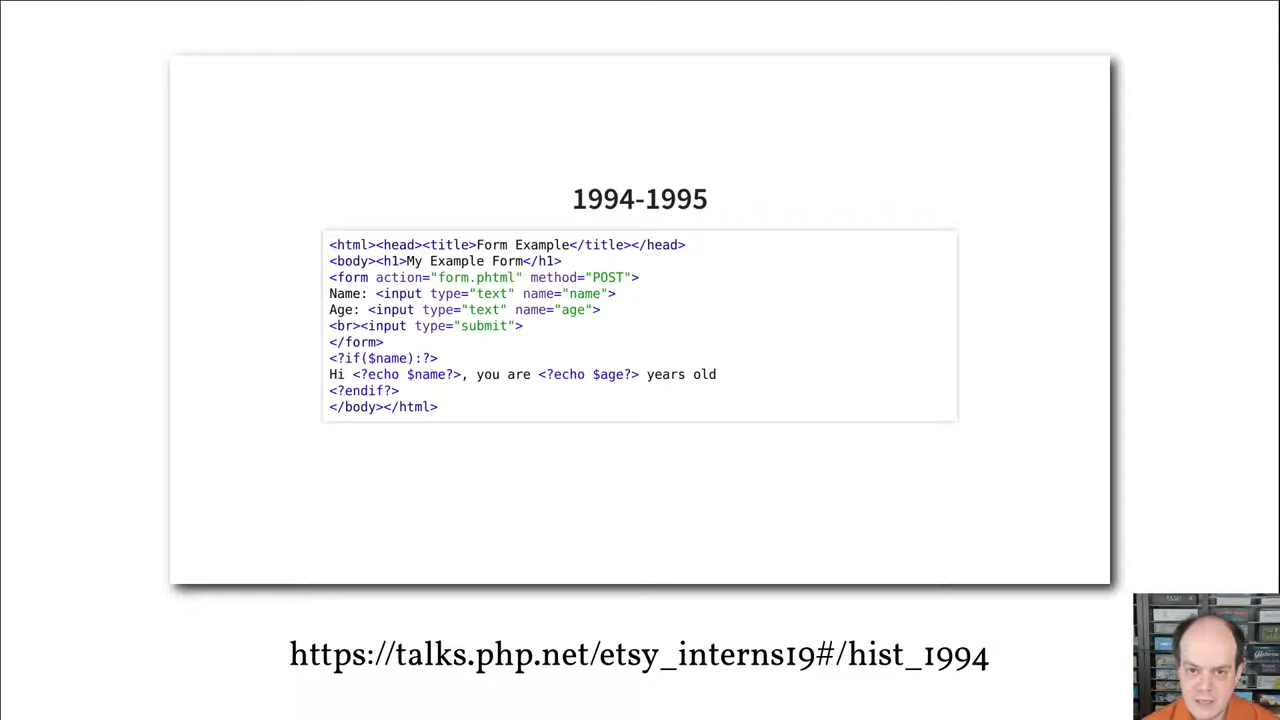 1994-1995
<html><head><title>Form Example</title></head>
<body><h1>My Example Form</h1>
<form action="form.phtml" method="POST">
Name: <input type="text" name="name">
Age: <input type="text" name="age">
<br><input type="submit">
</form>
<?if($name):?>
Hi <?echo $name?>, you are <?echo $age?> years old
<?endif?>
</body></html>
https://talks.php.net/etsy_interns19#/hist_1994